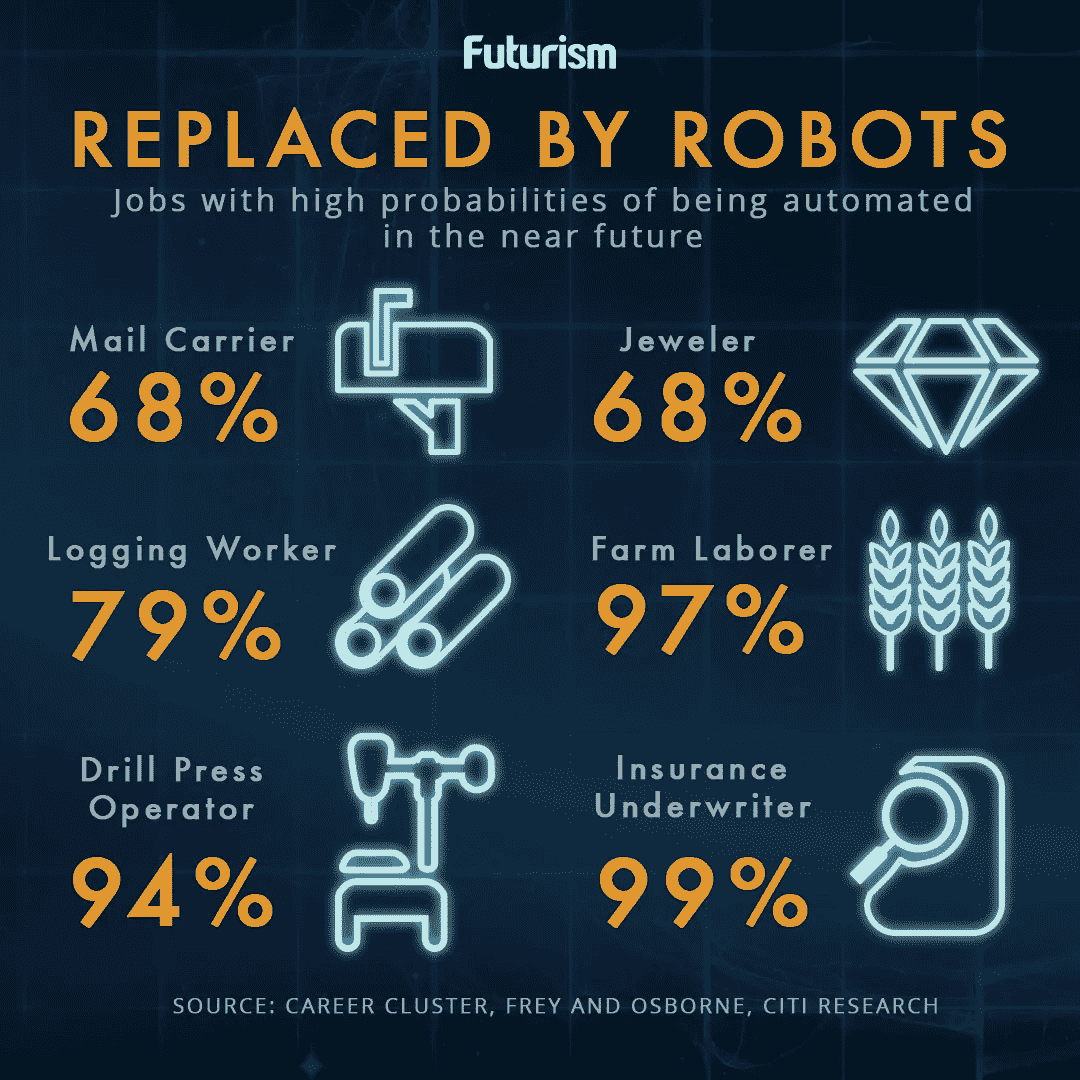 Futurism
REPLACED BY ROBOTS
Jobs with high probabilities of being automated
in the near future
Mail Carrier
68%
Jeweler
68%
Logging Worker
79%
Farm Laborer
97%
Drill Press
Operator
94%
Insurance
Underwriter
99%
SOURCE: CAREER CLUSTER, FREY AND OSBORNE, CITI RESEARCH